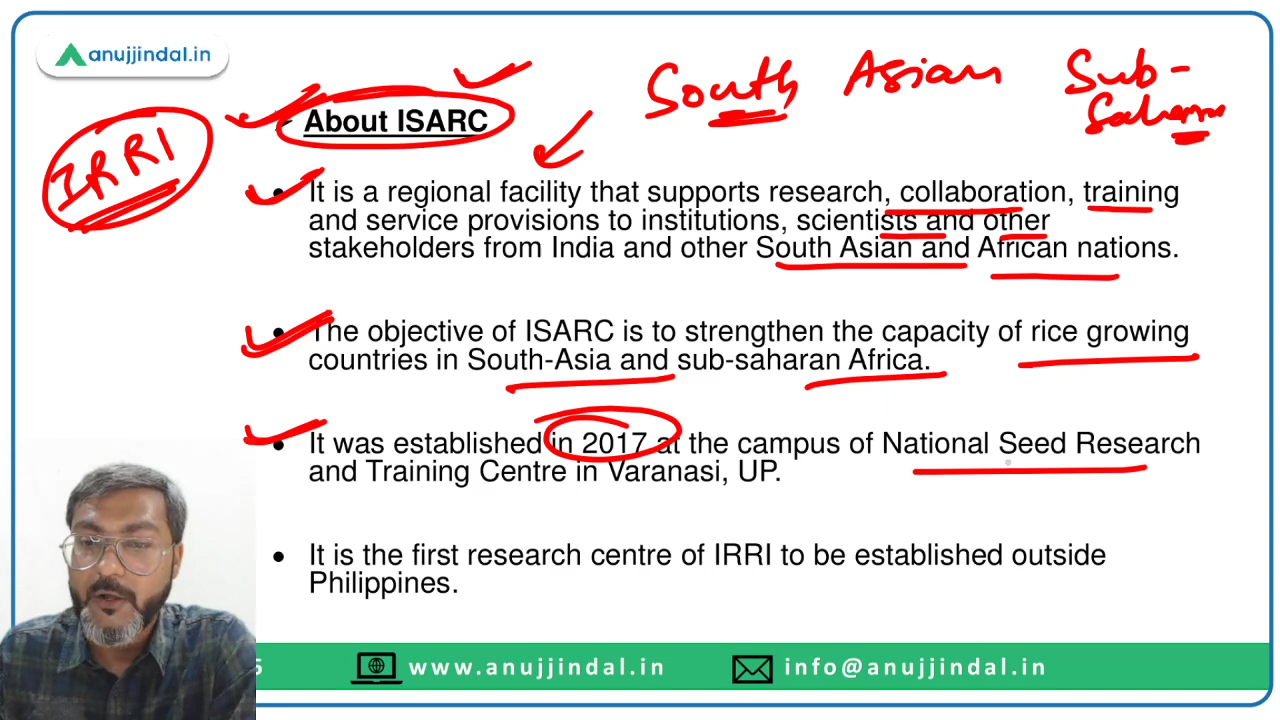 anujjindal.in
South Asian Sub-
Saharan
IRRI
About ISARC
• It is a regional facility that supports research, collaboration, training
and service provisions to institutions, scientists and other
stakeholders from India and other South Asian and African nations.
• The objective of ISARC is to strengthen the capacity of rice growing
countries in South-Asia and sub-saharan Africa.
• It was established in 2017 at the campus of National Seed Research
and Training Centre in Varanasi, UP.
• It is the first research centre of IRRI to be established outside
Philippines.
5 www.anujjindal.in info@anujjindal.in